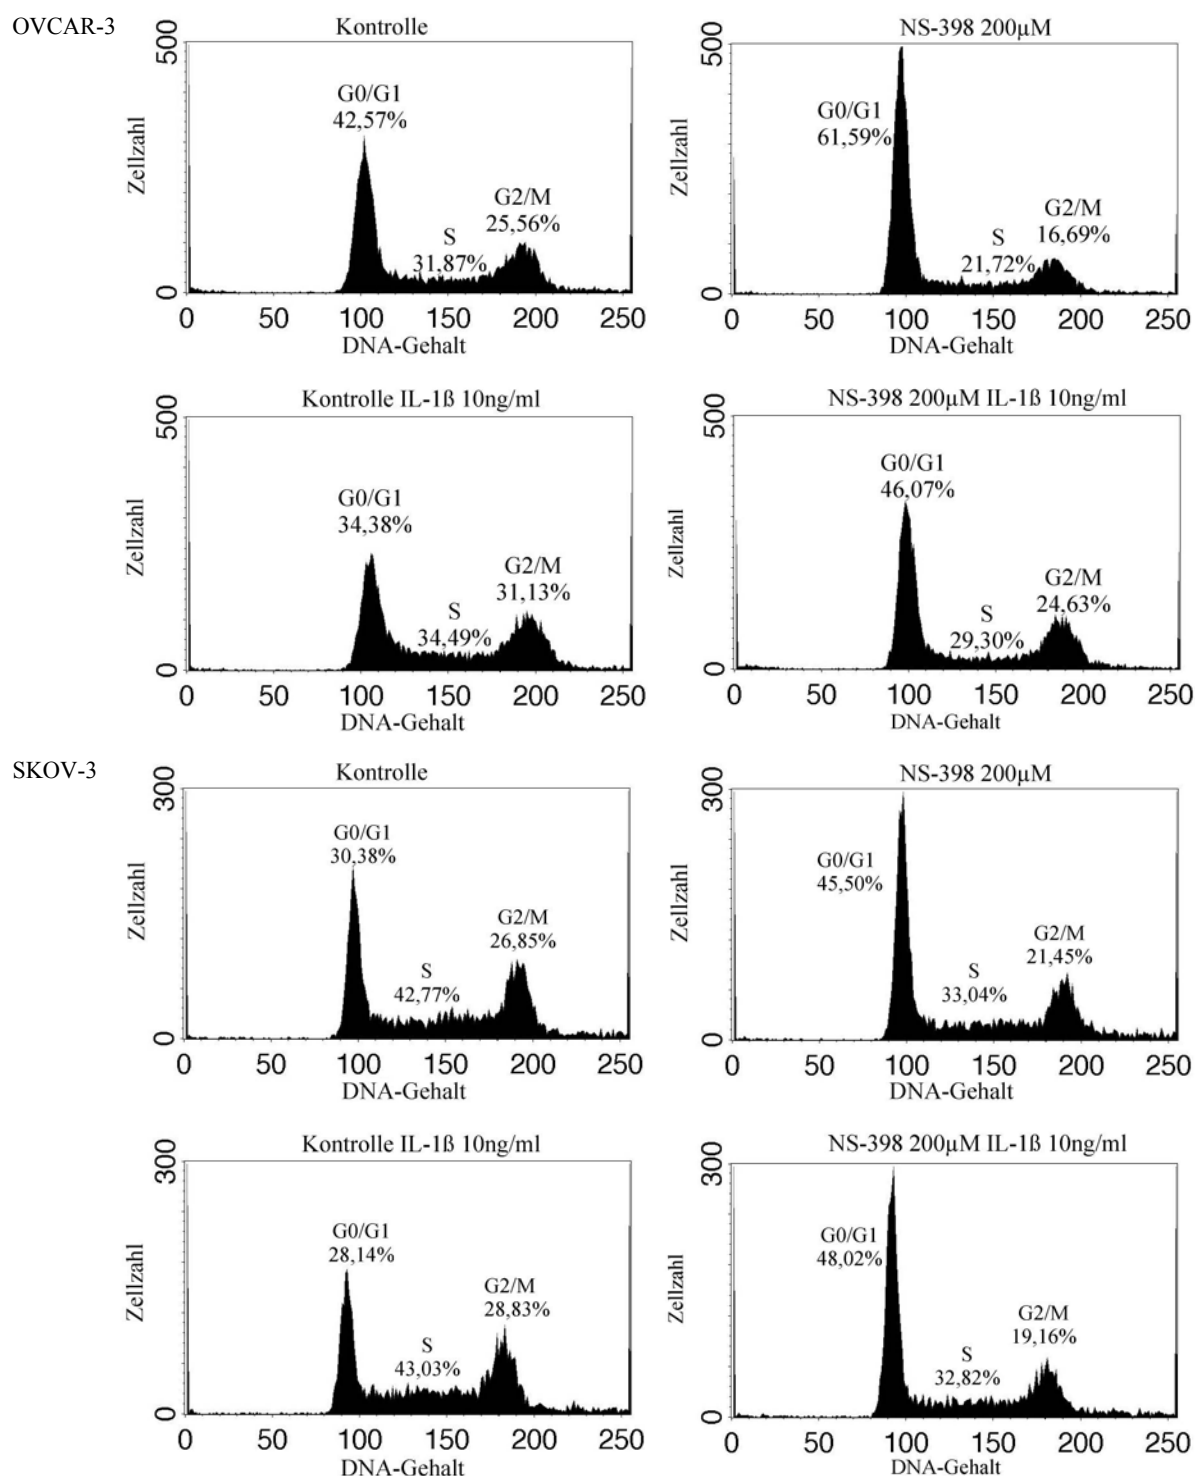 OVCAR-3
Kontrolle
500
Zellzahl
0
G0/G1
42,57%
S
31,87%
G2/M
25,56%
0 50 100 150 200 250
DNA-Gehalt
NS-398 200µM
500
Zellzahl
0
G0/G1
61,59%
S
21,72%
G2/M
16,69%
0 50 100 150 200 250
DNA-Gehalt
Kontrolle IL-1ß 10ng/ml
500
Zellzahl
0
G0/G1
34,38%
S
34,49%
G2/M
31,13%
0 50 100 150 200 250
DNA-Gehalt
NS-398 200µM IL-1ß 10ng/ml
500
Zellzahl
0
G0/G1
46,07%
S
29,30%
G2/M
24,63%
0 50 100 150 200 250
DNA-Gehalt
SKOV-3
Kontrolle
300
Zellzahl
0
G0/G1
30,38%
S
42,77%
G2/M
26,85%
0 50 100 150 200 250
DNA-Gehalt
NS-398 200µM
300
Zellzahl
0
G0/G1
45,50%
S
33,04%
G2/M
21,45%
0 50 100 150 200 250
DNA-Gehalt
Kontrolle IL-1ß 10ng/ml
300
Zellzahl
0
G0/G1
28,14%
S
43,03%
G2/M
28,83%
0 50 100 150 200 250
DNA-Gehalt
NS-398 200µM IL-1ß 10ng/ml
300
Zellzahl
0
G0/G1
48,02%
S
32,82%
G2/M
19,16%
0 50 100 150 200 250
DNA-Gehalt